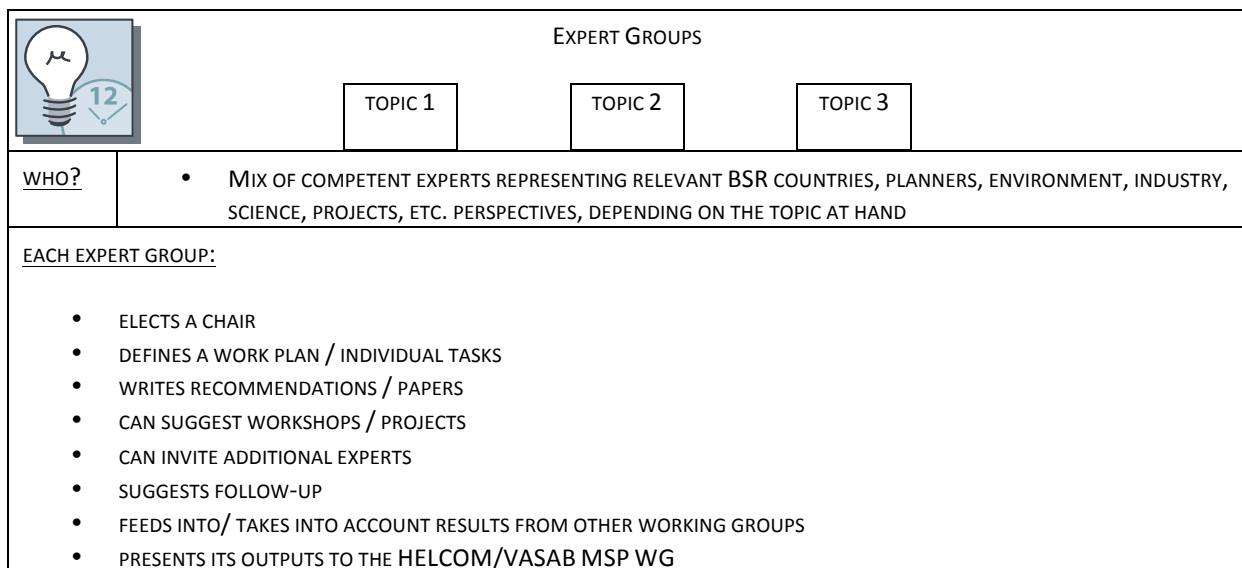 EXPERT GROUPS
μ
12
TOPIC 1 TOPIC 2 TOPIC 3
WHO?
• MIX OF COMPETENT EXPERTS REPRESENTING RELEVANT BSR COUNTRIES, PLANNERS, ENVIRONMENT, INDUSTRY,
SCIENCE, PROJECTS, ETC. PERSPECTIVES, DEPENDING ON THE TOPIC AT HAND
EACH EXPERT GROUP:
• ELECTS A CHAIR
• DEFINES A WORK PLAN / INDIVIDUAL TASKS
• WRITES RECOMMENDATIONS / PAPERS
• CAN SUGGEST WORKSHOPS / PROJECTS
• CAN INVITE ADDITIONAL EXPERTS
• SUGGESTS FOLLOW-UP
• FEEDS INTO/ TAKES INTO ACCOUNT RESULTS FROM OTHER WORKING GROUPS
• PRESENTS ITS OUTPUTS TO THE HELCOM/VASAB MSP WG